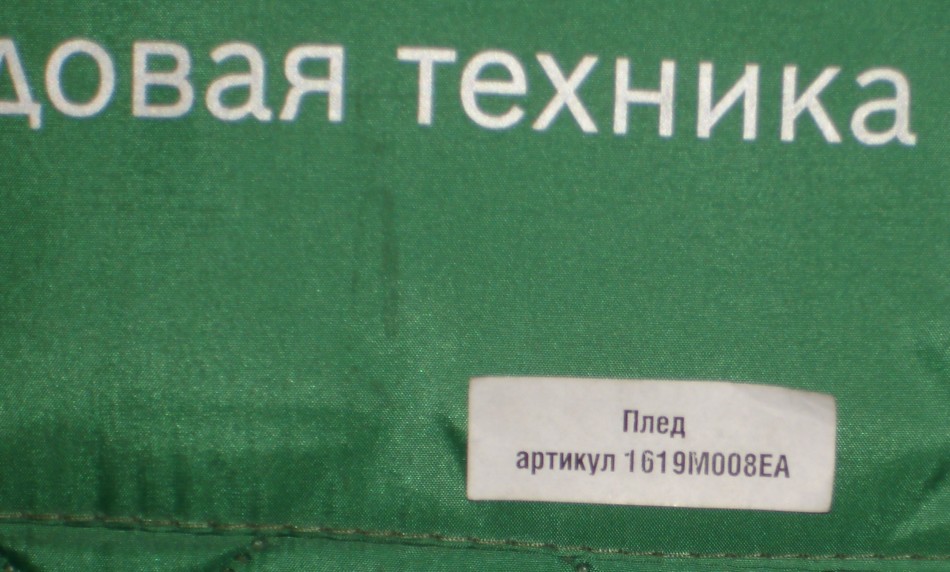 довая техника
Плед
артикул 1619M008EA